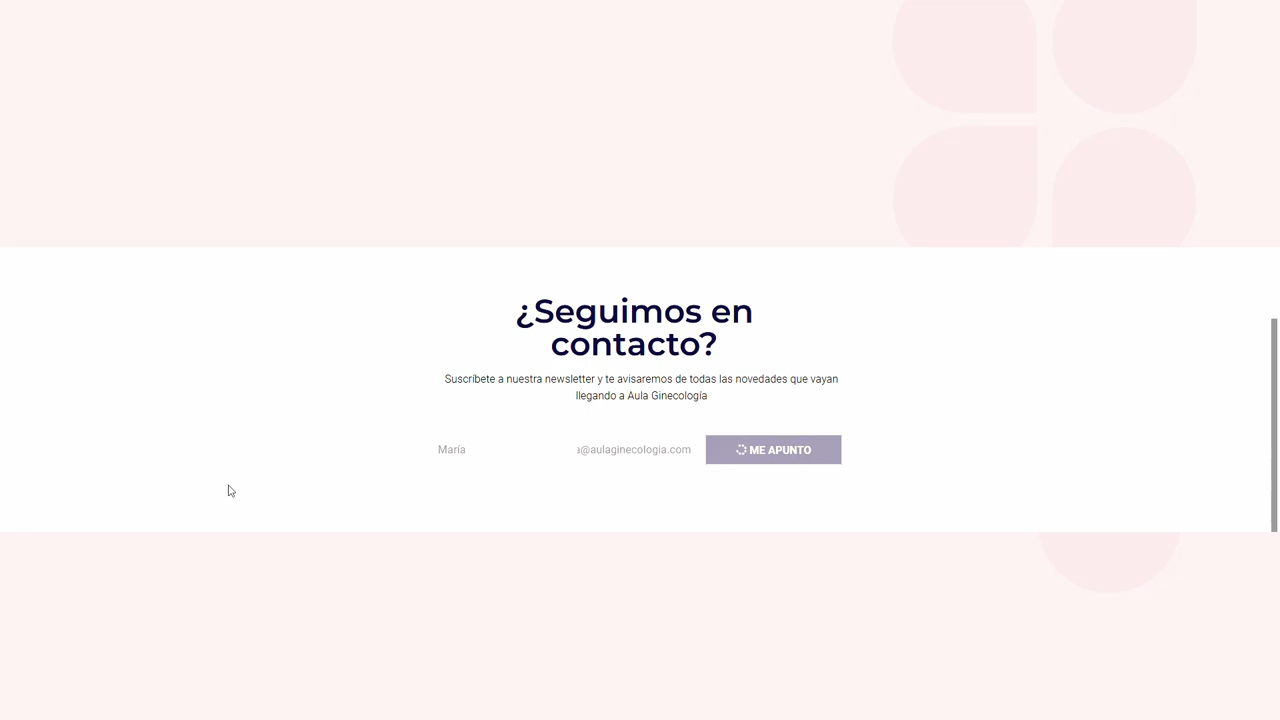 ¿Seguimos en
contacto?
Suscríbete a nuestra newsletter y te avisaremos de todas las novedades que vayan
llegando a Aula Ginecología
María
a@aulaginecologia.com
ME APUNTO